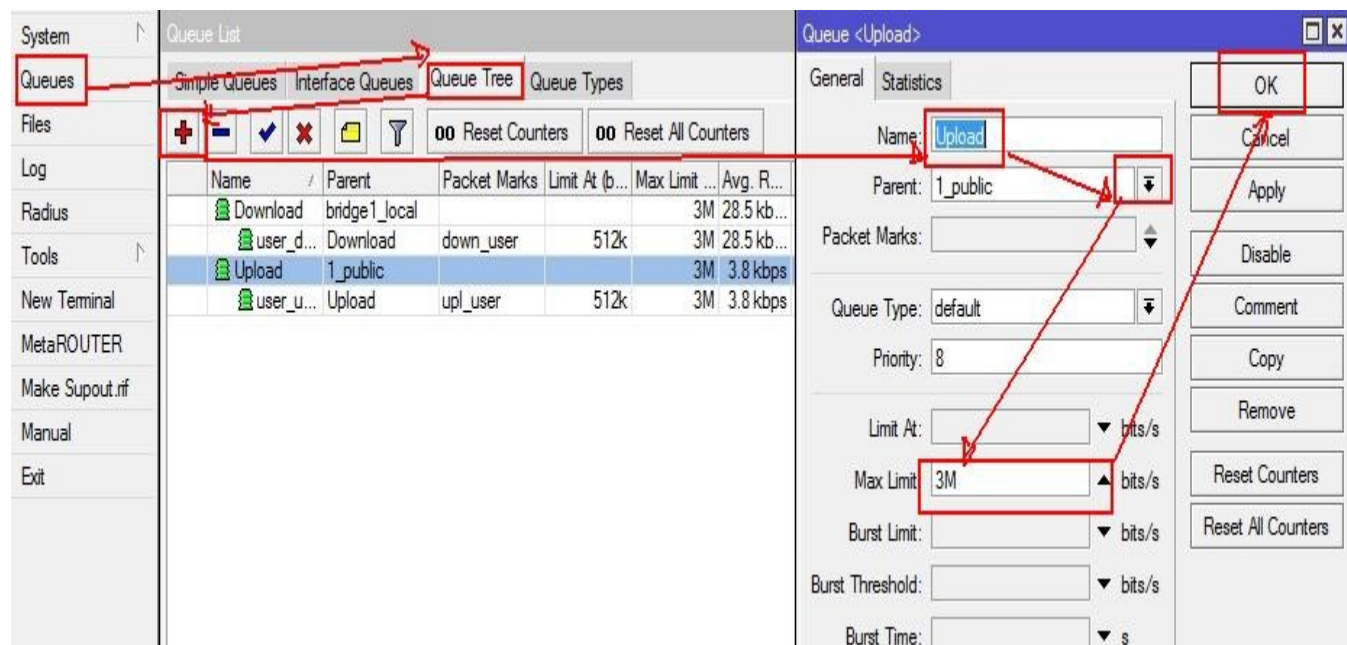 System
Queues
Files
Log
Radius
Tools
New Terminal
MetaROUTER
Make Supout.rif
Manual
Exit
Queue List
Simple Queues Interface Queues Queue Tree Queue Types
00 Reset Counters 00 Reset All Counters
Name Parent Packet Marks Limit At (b... Max Limit ... Avg. R...
Download bridge1_local 3M 28.5 kb...
user_d... Download down_user 512k 3M 28.5 kb...
Upload 1_public 3M 3.8 kbps
user_u... Upload upl_user 512k 3M 3.8 kbps
Queue <Upload>
General Statistics
Name: Upload
Parent: 1_public
Packet Marks:
Queue Type: default
Priority: 8
Limit At: bits/s
Max Limit: 3M bits/s
Burst Limit: bits/s
Burst Threshold: bits/s
Burst Time: s
OK
Cancel
Apply
Disable
Comment
Copy
Remove
Reset Counters
Reset All Counters